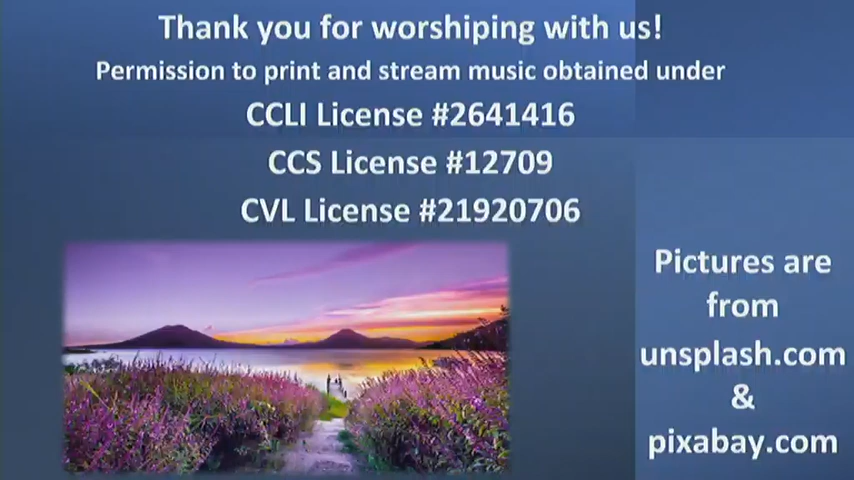 Thank you for worshiping with us!
Permission to print and stream music obtained under
CCLI License #2641416
CCS License #12709
CVL License #21920706
Pictures are
from
unsplash.com
&
pixabay.com